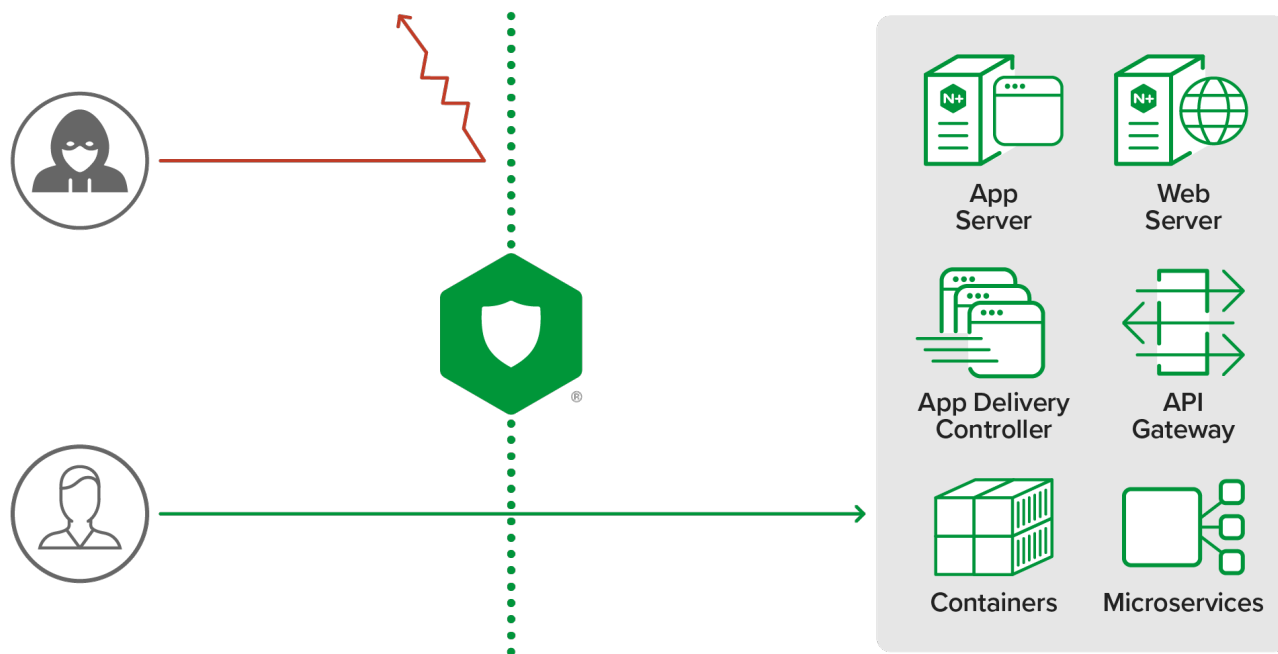 N+
N+
App
Server
Web
Server
App Delivery
Controller
API
Gateway
®
Containers
Microservices